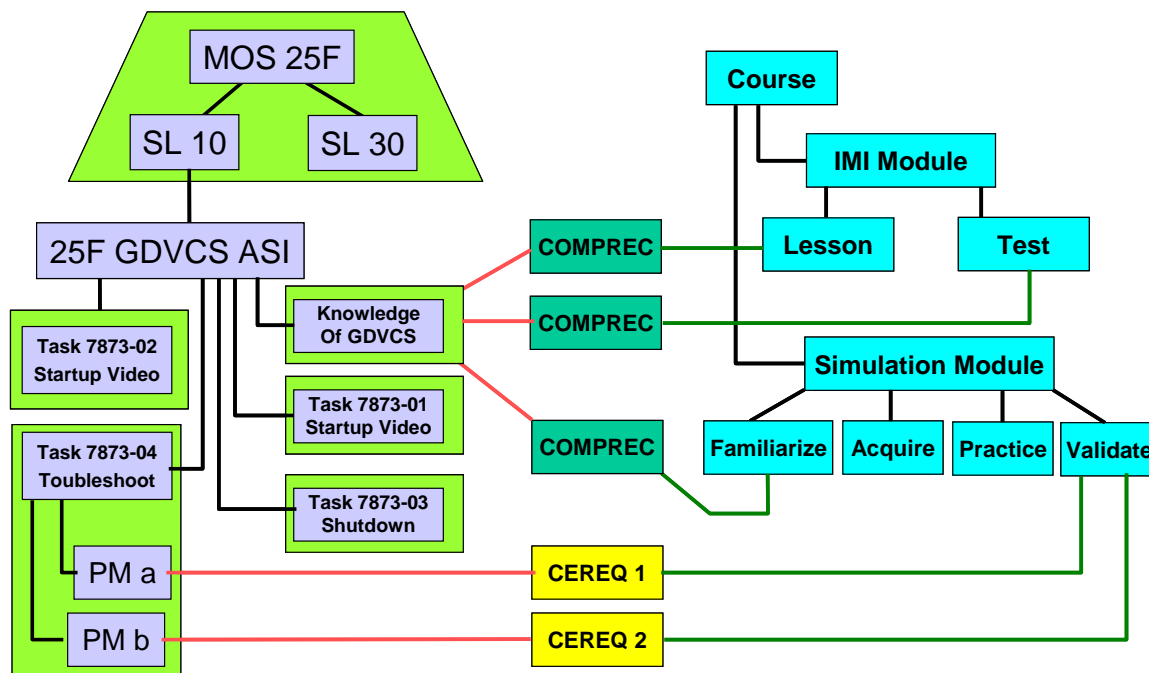 MOS 25F
SL 10
SL 30
25F GDVCS ASI
Task 7873-02
Startup Video
Knowledge
Of GDVCS
Task 7873-01
Startup Video
Task 7873-04
Toubleshoot
Task 7873-03
Shutdown
PM a
PM b
COMPREC
COMPREC
COMPREC
CEREQ 1
CEREQ 2
Course
IMI Module
Lesson
Test
Simulation Module
Familiarize
Acquire
Practice
Validate